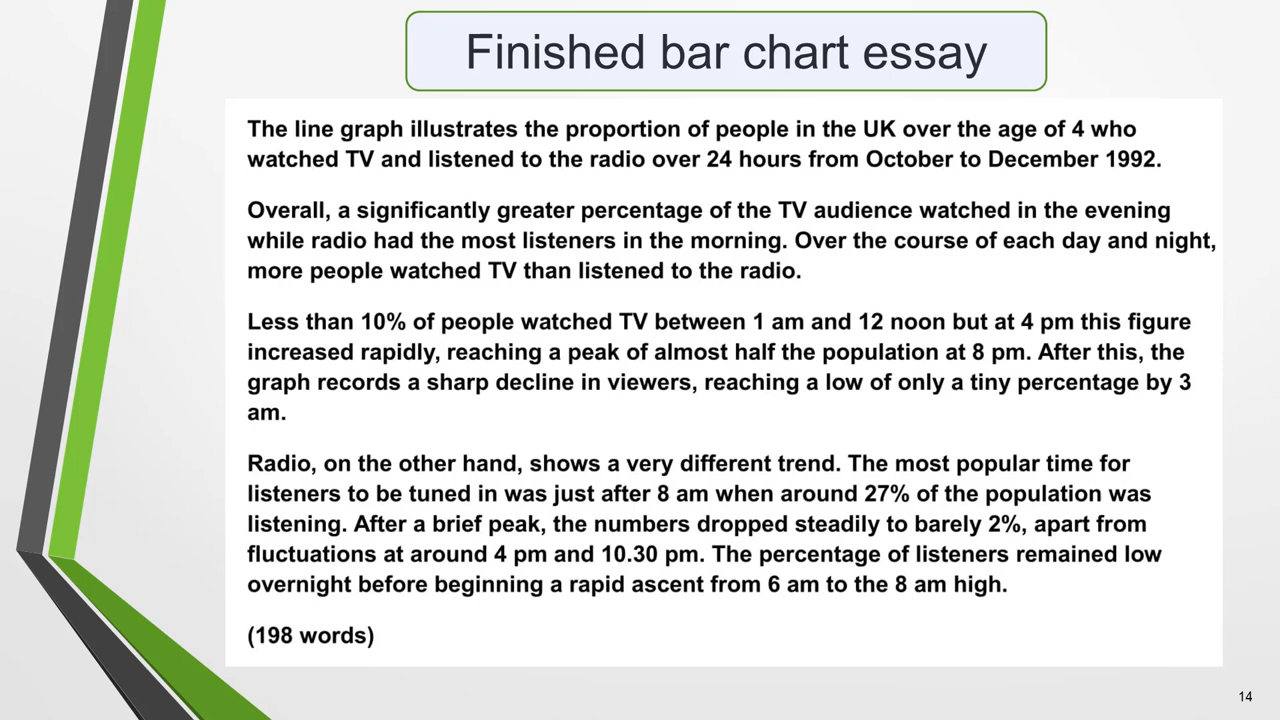 Finished bar chart essay
The line graph illustrates the proportion of people in the UK over the age of 4 who
watched TV and listened to the radio over 24 hours from October to December 1992.
Overall, a significantly greater percentage of the TV audience watched in the evening
while radio had the most listeners in the morning. Over the course of each day and night,
more people watched TV than listened to the radio.
Less than 10% of people watched TV between 1 am and 12 noon but at 4 pm this figure
increased rapidly, reaching a peak of almost half the population at 8 pm. After this, the
graph records a sharp decline in viewers, reaching a low of only a tiny percentage by 3
am.
Radio, on the other hand, shows a very different trend. The most popular time for
listeners to be tuned in was just after 8 am when around 27% of the population was
listening. After a brief peak, the numbers dropped steadily to barely 2%, apart from
fluctuations at around 4 pm and 10.30 pm. The percentage of listeners remained low
overnight before beginning a rapid ascent from 6 am to the 8 am high.
(198 words)
14